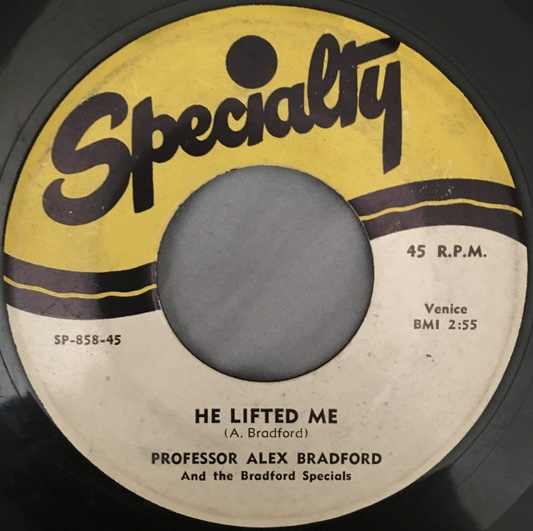 Specialty
45 R.P.M.
Venice
BMI 2:55
SP-858-45
HE LIFTED ME
(A. Bradford)
PROFESSOR ALEX BRADFORD
And the Bradford Specials